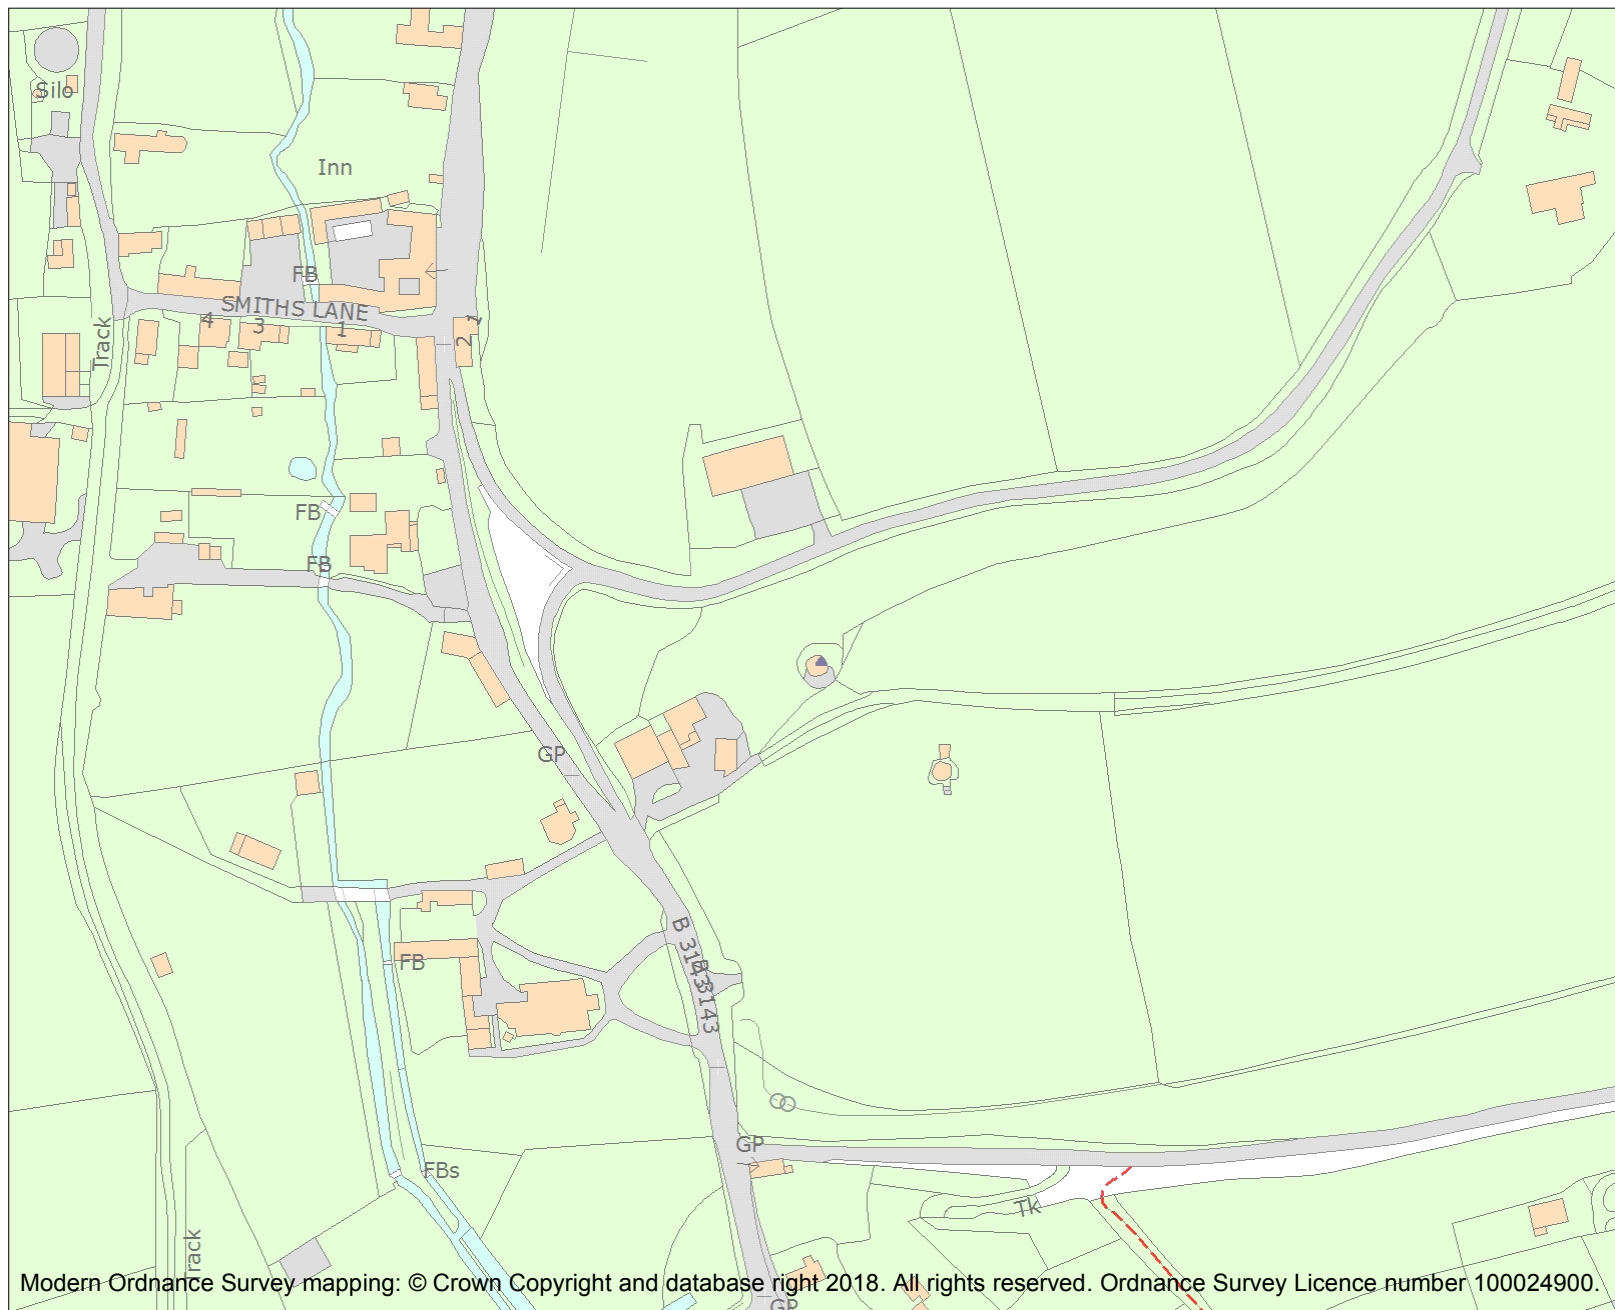 Silo
Inn
FB
SMITHS LANE
4
3
1
1
2
Track
FB
FB
GP
B 3143
B 3143
FB
GP
FBs
Tk
Track
GP
Modern Ordnance Survey mapping: © Crown Copyright and database right 2018. All rights reserved. Ordnance Survey Licence number 100024900.